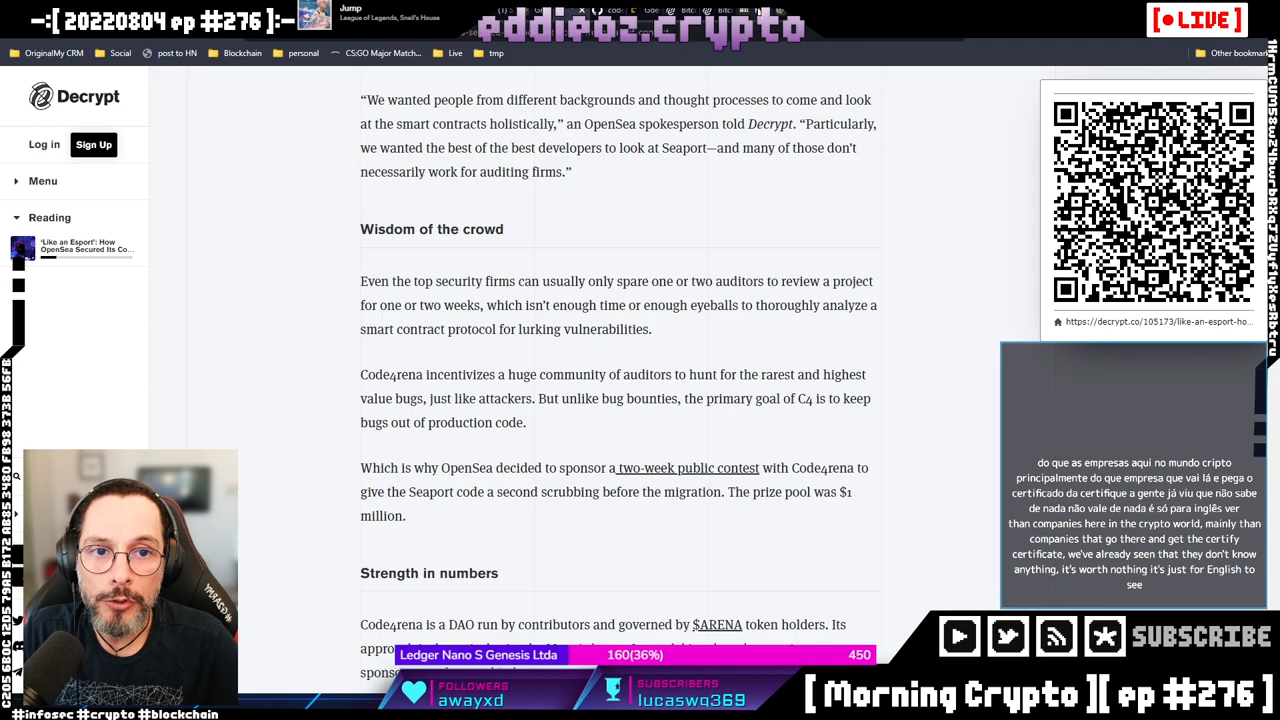 -:[ 20220804 ep #276 ]:-
Jump
League of Legends, Snail's House
eddieoz.crypto
[● LIVE]
OriginalMy CRM
Social
post to HN
Blockchain
personal
CS:GO Major Match...
Live
tmp
Other bookmar
Decrypt
Log in
Sign Up
Menu
Reading
'Like an Esport': How
OpenSea Secured Its Co...
“We wanted people from different backgrounds and thought processes to come and look
at the smart contracts holistically,” an OpenSea spokesperson told Decrypt. “Particularly,
we wanted the best of the best developers to look at Seaport—and many of those don’t
necessarily work for auditing firms.”
Wisdom of the crowd
Even the top security firms can usually only spare one or two auditors to review a project
for one or two weeks, which isn’t enough time or enough eyeballs to thoroughly analyze a
smart contract protocol for lurking vulnerabilities.
Code4rena incentivizes a huge community of auditors to hunt for the rarest and highest
value bugs, just like attackers. But unlike bug bounties, the primary goal of C4 is to keep
bugs out of production code.
Which is why OpenSea decided to sponsor a two-week public contest with Code4rena to
give the Seaport code a second scrubbing before the migration. The prize pool was $1
million.
Strength in numbers
Code4rena is a DAO run by contributors and governed by $ARENA token holders. Its
https://decrypt.co/105173/like-an-esport-ho...
do que as empresas aqui no mundo cripto
principalmente do que empresa que vai lá e pega o
certificado da certifique a gente já viu que não sabe
de nada não vale de nada é só para inglês ver
than companies here in the crypto world, mainly than
companies that go there and get the certify
certificate, we've already seen that they don't know
anything, it's worth nothing it's just for English to
see
Ledger Nano S Genesis Ltda
160(36%)
450
FOLLOWERS
awayxd
SUBSCRIBERS
lucaswq369
SUBSCRIBE
[ Morning Crypto ][ ep #276 ]
#infosec #crypto #blockchain